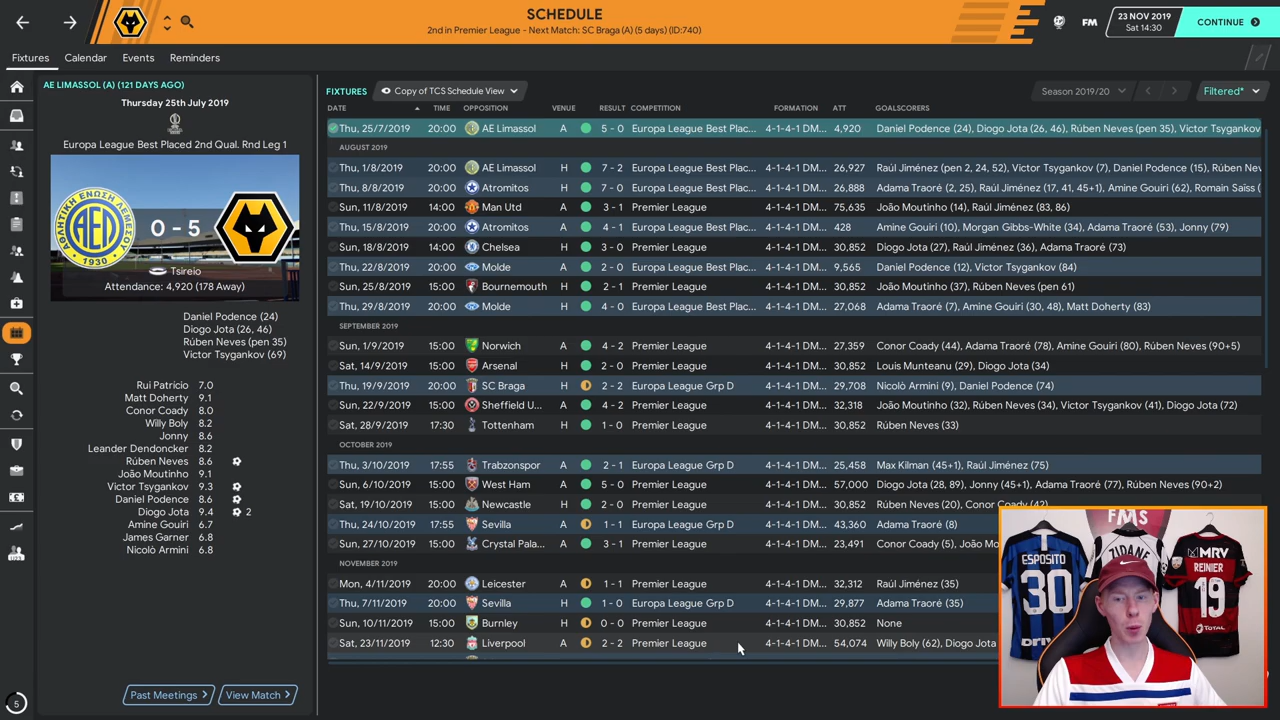 SCHEDULE
2nd in Premier League - Next Match: SC Braga (A) (5 days) (ID:740)
FM
23 NOV 2019
Sat 14:30
CONTINUE
Fixtures Calendar Events Reminders
AE LIMASSOL (A) (121 DAYS AGO)
Thursday 25th July 2019
Europa League Best Placed 2nd Qual. Rnd Leg 1
ΑΘΛΗΤΙΚΗ ΕΝΩΣΗ ΛΕΜΕΣΟΥ
AEΛ
1930
0 - 5
Tsireio
Attendance: 4,920 (178 Away)
Daniel Podence (24)
Diogo Jota (26, 46)
Rúben Neves (pen 35)
Victor Tsygankov (69)
Rui Patrício 7.0
Matt Doherty 9.1
Conor Coady 8.0
Willy Boly 8.2
Jonny 8.6
Leander Dendoncker 8.2
Rúben Neves 8.6
João Moutinho 9.1
Victor Tsygankov 9.3
Daniel Podence 8.6
Diogo Jota 9.4 2
Amine Gouiri 6.7
James Garner 6.8
Nicolò Armini 6.8
Past Meetings
View Match
5
FIXTURES Copy of TCS Schedule View Season 2019/20 Filtered*
DATE TIME OPPOSITION VENUE RESULT COMPETITION FORMATION ATT GOALSCORERS
Thu, 25/7/2019 20:00 AE Limassol A 5 - 0 Europa League Best Plac... 4-1-4-1 DM... 4,920 Daniel Podence (24), Diogo Jota (26, 46), Rúben Neves (pen 35), Victor Tsygankov
AUGUST 2019
Thu, 1/8/2019 20:00 AE Limassol H 7 - 2 Europa League Best Plac... 4-1-4-1 DM... 26,927 Raúl Jiménez (pen 2, 24, 52), Victor Tsygankov (7), Daniel Podence (15), Rúben Nev
Thu, 8/8/2019 20:00 Atromitos H 7 - 0 Europa League Best Plac... 4-1-4-1 DM... 26,888 Adama Traoré (2, 25), Raúl Jiménez (17, 41, 45+1), Amine Gouiri (62), Romain Saïss (
Sun, 11/8/2019 14:00 Man Utd A 3 - 1 Premier League 4-1-4-1 DM... 75,635 João Moutinho (14), Raúl Jiménez (83, 86)
Thu, 15/8/2019 20:00 Atromitos A 4 - 1 Europa League Best Plac... 4-1-4-1 DM... 428 Amine Gouiri (10), Morgan Gibbs-White (34), Adama Traoré (53), Jonny (79)
Sun, 18/8/2019 14:00 Chelsea H 3 - 0 Premier League 4-1-4-1 DM... 30,852 Diogo Jota (27), Raúl Jiménez (36), Adama Traoré (73)
Thu, 22/8/2019 20:00 Molde A 2 - 0 Europa League Best Plac... 4-1-4-1 DM... 9,565 Daniel Podence (12), Victor Tsygankov (84)
Sun, 25/8/2019 15:00 Bournemouth H 2 - 1 Premier League 4-1-4-1 DM... 30,852 Jonny (37), Rúben Neves (pen 61)
Thu, 29/8/2019 20:00 Molde H 4 - 0 Europa League Best Plac... 4-1-4-1 DM... 27,068 Adama Traoré (7), Amine Gouiri (30, 48), Matt Doherty (83)
SEPTEMBER 2019
Sun, 1/9/2019 15:00 Norwich A 4 - 2 Premier League 4-1-4-1 DM... 27,359 Conor Coady (44), Adama Traoré (78), Amine Gouiri (80), Rúben Neves (90+5)
Sat, 14/9/2019 15:00 Arsenal H 2 - 0 Premier League 4-1-4-1 DM... 30,852 Louis Munteanu (29), Diogo Jota (34)
Thu, 19/9/2019 20:00 SC Braga H 2 - 2 Europa League Grp D 4-1-4-1 DM... 29,708 Nicolò Armini (9), Daniel Podence (74)
Sun, 22/9/2019 15:00 Sheffield U... A 4 - 2 Premier League 4-1-4-1 DM... 32,318 João Moutinho (32), Rúben Neves (34), Victor Tsygankov (41), Diogo Jota (72)
Sat, 28/9/2019 17:30 Tottenham H 1 - 0 Premier League 4-1-4-1 DM... 30,852 Rúben Neves (33)
OCTOBER 2019
Thu, 3/10/2019 17:55 Trabzonspor A 2 - 1 Europa League Grp D 4-1-4-1 DM... 25,458 Max Kilman (45+1), Raúl Jiménez (75)
Sun, 6/10/2019 15:00 West Ham A 5 - 0 Premier League 4-1-4-1 DM... 57,000 Diogo Jota (28, 89), Jonny (45+1), Adama Traoré (77), Rúben Neves (90+2)
Sat, 19/10/2019 15:00 Newcastle H 2 - 0 Premier League 4-1-4-1 DM... 30,852 Rúben Neves (20), Conor Coady (42)
Thu, 24/10/2019 17:55 Sevilla A 1 - 1 Europa League Grp D 4-1-4-1 DM... 43,360 Adama Traoré (8)
Sun, 27/10/2019 15:00 Crystal Pala... A 3 - 1 Premier League 4-1-4-1 DM... 23,491 Conor Coady (5), João Mo
NOVEMBER 2019
Mon, 4/11/2019 20:00 Leicester A 1 - 1 Premier League 4-1-4-1 DM... 32,312 Raúl Jiménez (35)
Thu, 7/11/2019 20:00 Sevilla H 1 - 0 Europa League Grp D 4-1-4-1 DM... 29,877 Adama Traoré (35)
Sun, 10/11/2019 15:00 Burnley H 0 - 0 Premier League 4-1-4-1 DM... 30,852 None
Sat, 23/11/2019 12:30 Liverpool A 2 - 2 Premier League 4-1-4-1 DM... 54,074 Willy Boly (62), Diogo Jota
FMS
ESPOSITO
30
DRIV
ZIDANE
MRV
REINIER
19
TOTAL